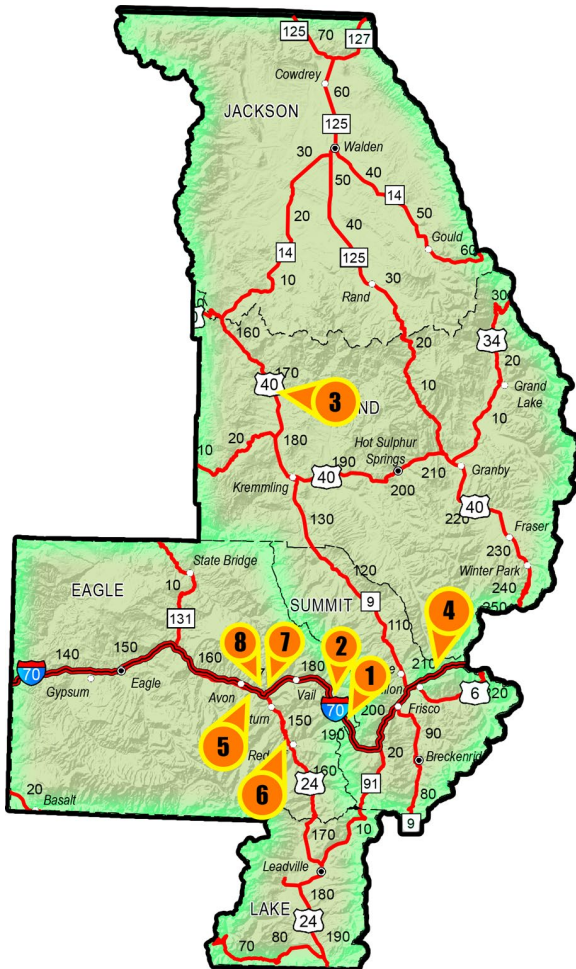 125
70
127
Cowdrey
60
JACKSON
125
Walden
30
40
50
14
20
40
50
Gould
14
125
60
10
30
Rand
30
160
20
34
20
170
40
3
ND
10
Grand
Lake
10
20
180
Hot Sulphur
Springs
190
210
Granby
Kremmling
40
200
40
220
130
Fraser
230
State Bridge
120
Winter Park
EAGLE
10
240
SUMMIT
9
4
131
110
8
7
2
210
140
150
160
180
1
70
6
Gypsum
Eagle
Avon
Vail
70
200
Frisco
5
turn
150
190
20
90
Red
Breckenrid
6
160
24
91
80
20
Basalt
10
9
170
Leadville
180
LAKE
24
70
80
190